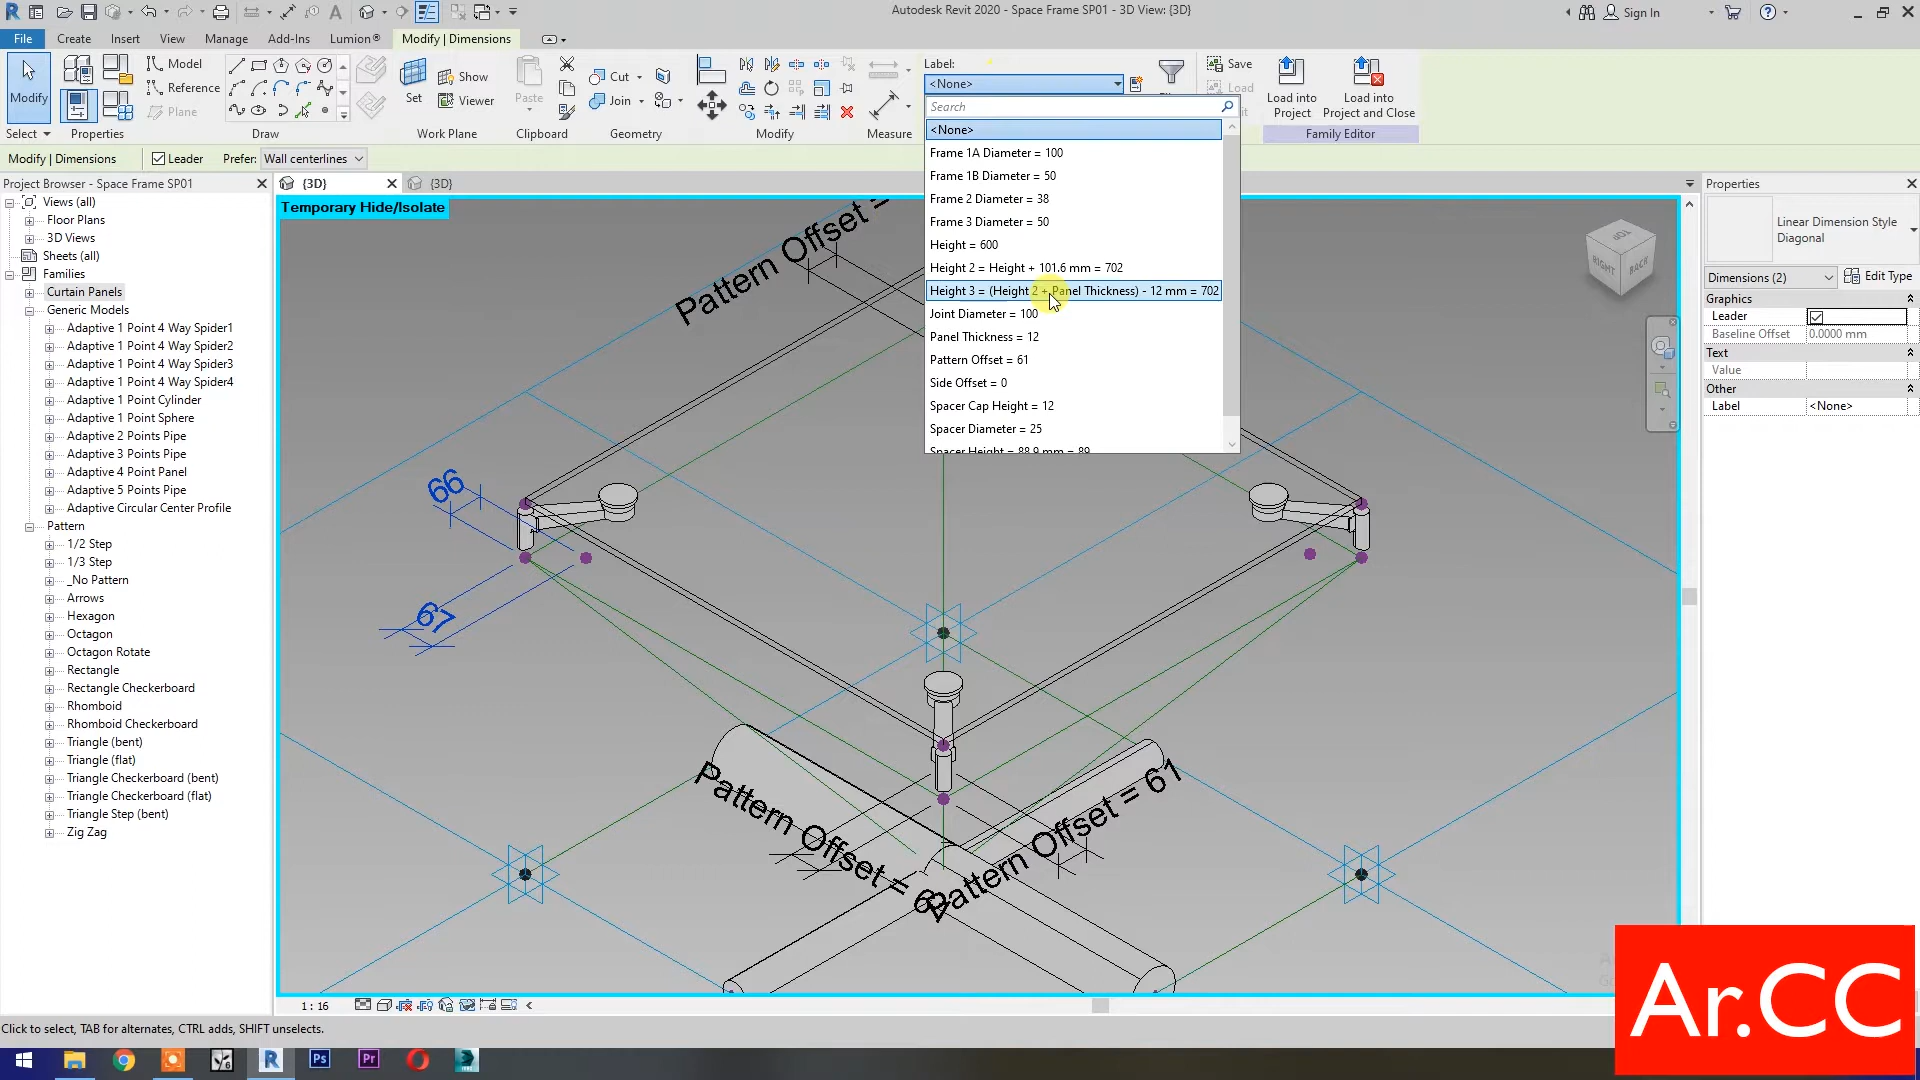 Autodesk Revit 2020 - Space Frame SP01 - 3D View: {3D}
Sign In
File
Create
Insert
View
Manage
Add-Ins
Lumion®
Modify | Dimensions
Modify
Select
Properties
Model
Reference
Plane
Draw
Set
Show
Viewer
Work Plane
Paste
Clipboard
Cut
Join
Geometry
Modify
Measure
Label:
<None>
Save
Load
Load into
Project
Load into
Project and Close
Family Editor
Modify | Dimensions
Leader
Prefer:
Wall centerlines
Search
<None>
Frame 1A Diameter = 100
Frame 1B Diameter = 50
Frame 2 Diameter = 38
Frame 3 Diameter = 50
Height = 600
Height 2 = Height + 101.6 mm = 702
Height 3 = (Height 2 + Panel Thickness) - 12 mm = 702
Joint Diameter = 100
Panel Thickness = 12
Pattern Offset = 61
Side Offset = 0
Spacer Cap Height = 12
Spacer Diameter = 25
Spacer Height = 88.9 mm = 89
Project Browser - Space Frame SP01
Views (all)
Floor Plans
3D Views
Sheets (all)
Families
Curtain Panels
Generic Models
Adaptive 1 Point 4 Way Spider1
Adaptive 1 Point 4 Way Spider2
Adaptive 1 Point 4 Way Spider3
Adaptive 1 Point 4 Way Spider4
Adaptive 1 Point Cylinder
Adaptive 1 Point Sphere
Adaptive 2 Points Pipe
Adaptive 3 Points Pipe
Adaptive 4 Point Panel
Adaptive 5 Points Pipe
Adaptive Circular Center Profile
Pattern
1/2 Step
1/3 Step
_No Pattern
Arrows
Hexagon
Octagon
Octagon Rotate
Rectangle
Rectangle Checkerboard
Rhomboid
Rhomboid Checkerboard
Triangle (bent)
Triangle (flat)
Triangle Checkerboard (bent)
Triangle Checkerboard (flat)
Triangle Step (bent)
Zig Zag
{3D}
{3D}
Temporary Hide/Isolate
Pattern Offset =
66
67
Pattern Offset = 6
Pattern Offset = 61
TOP
RIGHT
BACK
Properties
Linear Dimension Style
Diagonal
Dimensions (2)
Edit Type
Graphics
Leader
Baseline Offset
0.0000 mm
Text
Value
Other
Label
<None>
1 : 16
Click to select, TAB for alternates, CTRL adds, SHIFT unselects.
Ar.CC